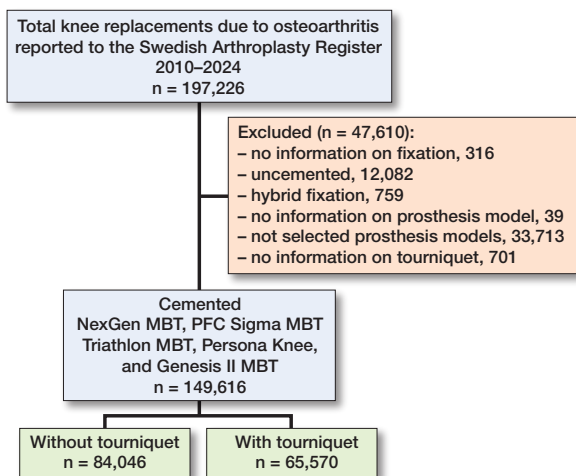 Total knee replacements due to osteoarthritis
reported to the Swedish Arthroplasty Register
2010–2024
n = 197,226
Excluded (n = 47,610):
– no information on fixation, 316
– uncemented, 12,082
– hybrid fixation, 759
– no information on prosthesis model, 39
– not selected prosthesis models, 33,713
– no information on tourniquet, 701
Cemented
NexGen MBT, PFC Sigma MBT
Triathlon MBT, Persona Knee,
and Genesis II MBT
n = 149,616
Without tourniquet
n = 84,046
With tourniquet
n = 65,570